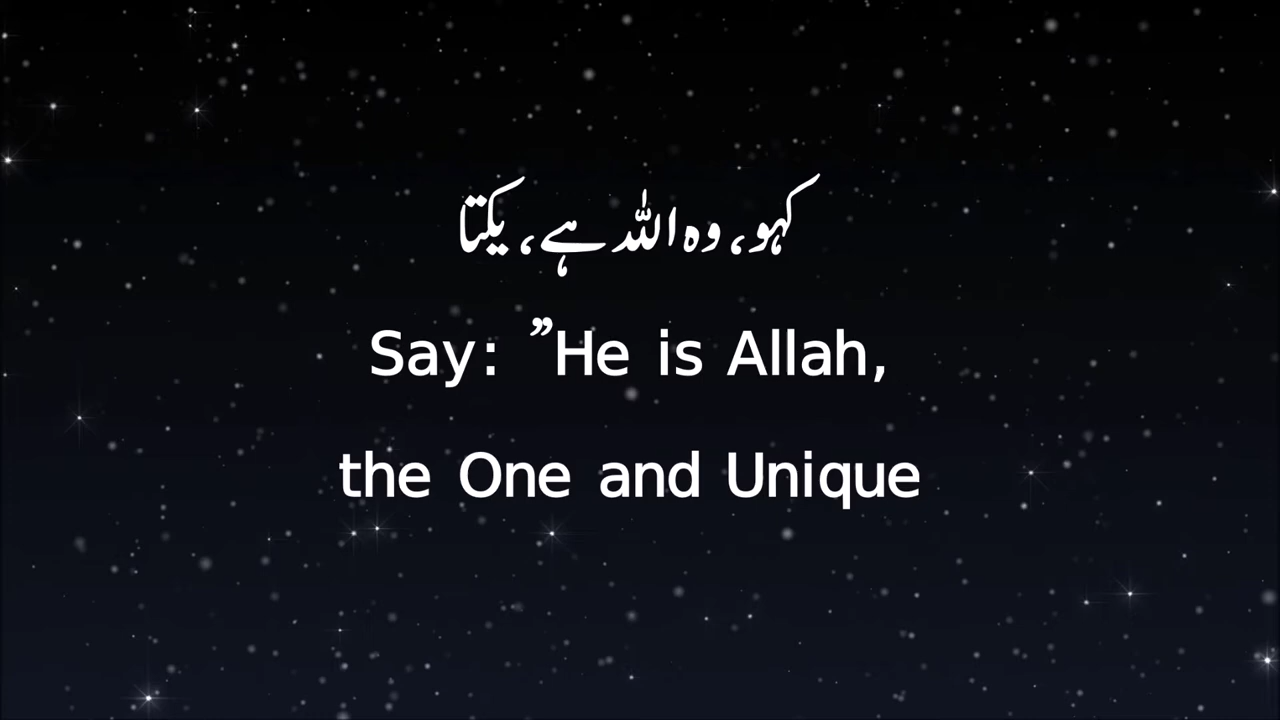 کہو، وہ اللہ ہے، یکتا
Say: ”He is Allah,
the One and Unique